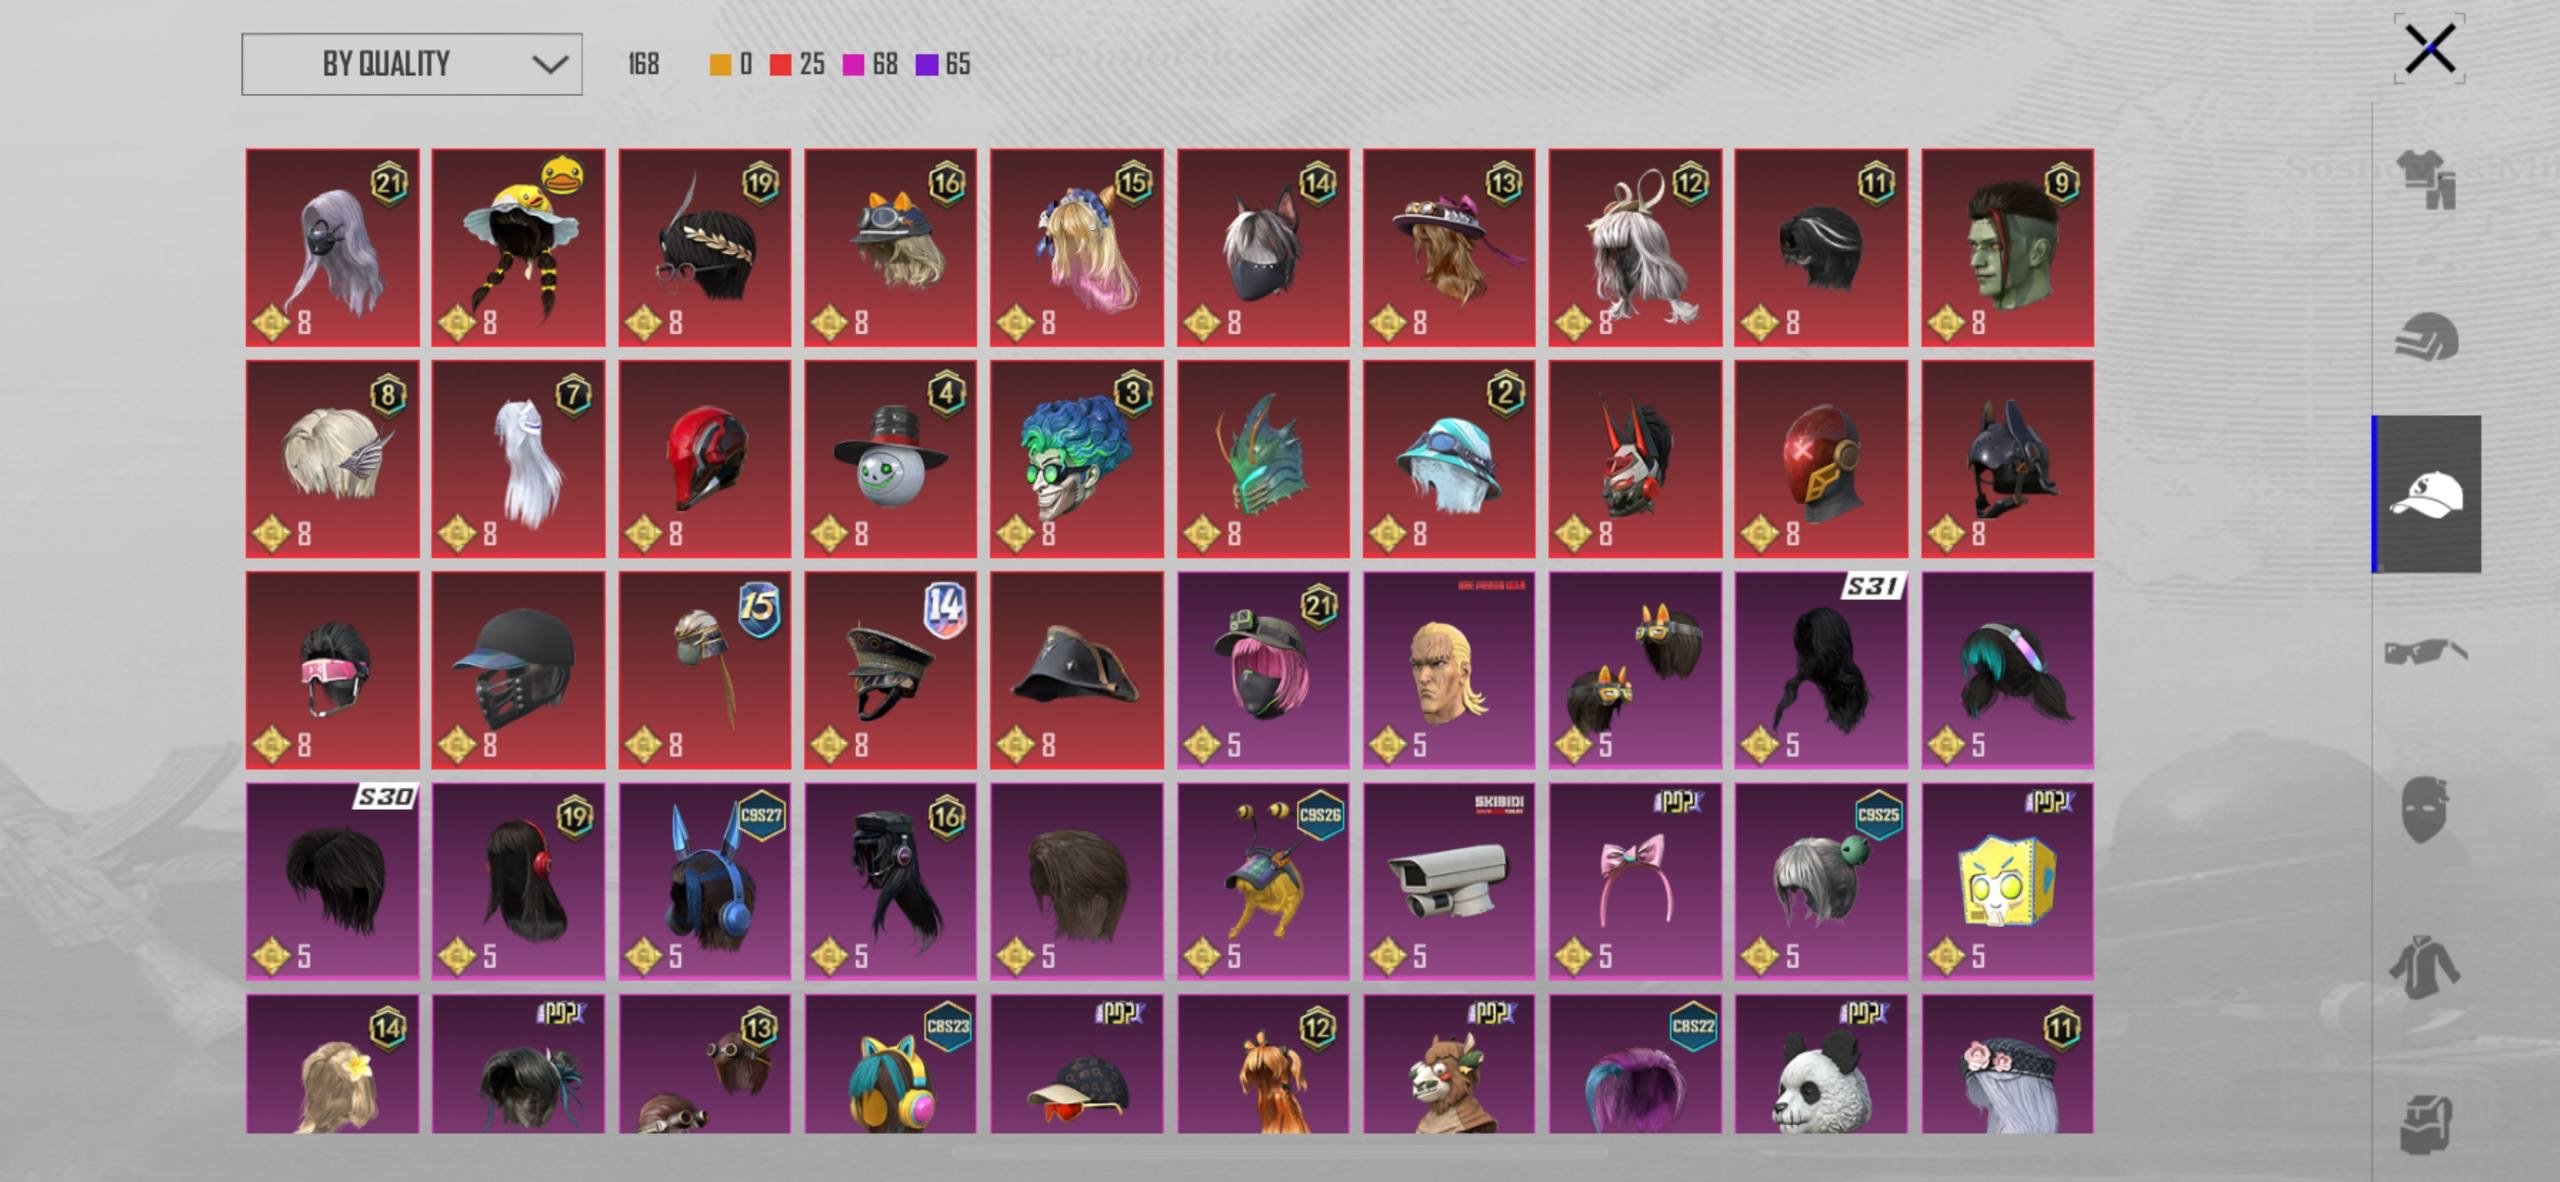 BY QUALITY 168 0 25 68 65
21 19 16 15 14 13 12 11 9
8 8 8 8 8 8 8 8 8 8
8 7 4 3 2
8 8 8 8 8 8 8 8 8 8
15 14 21 ONE PUNCH MAN S31
8 8 8 8 8 5 5 5 5 5
S30 19 C9S27 16 C9S26 SKIBIDI C9S25
5 5 5 5 5 5 5 5 5 5
14 13 C8S23 12 C8S22 11